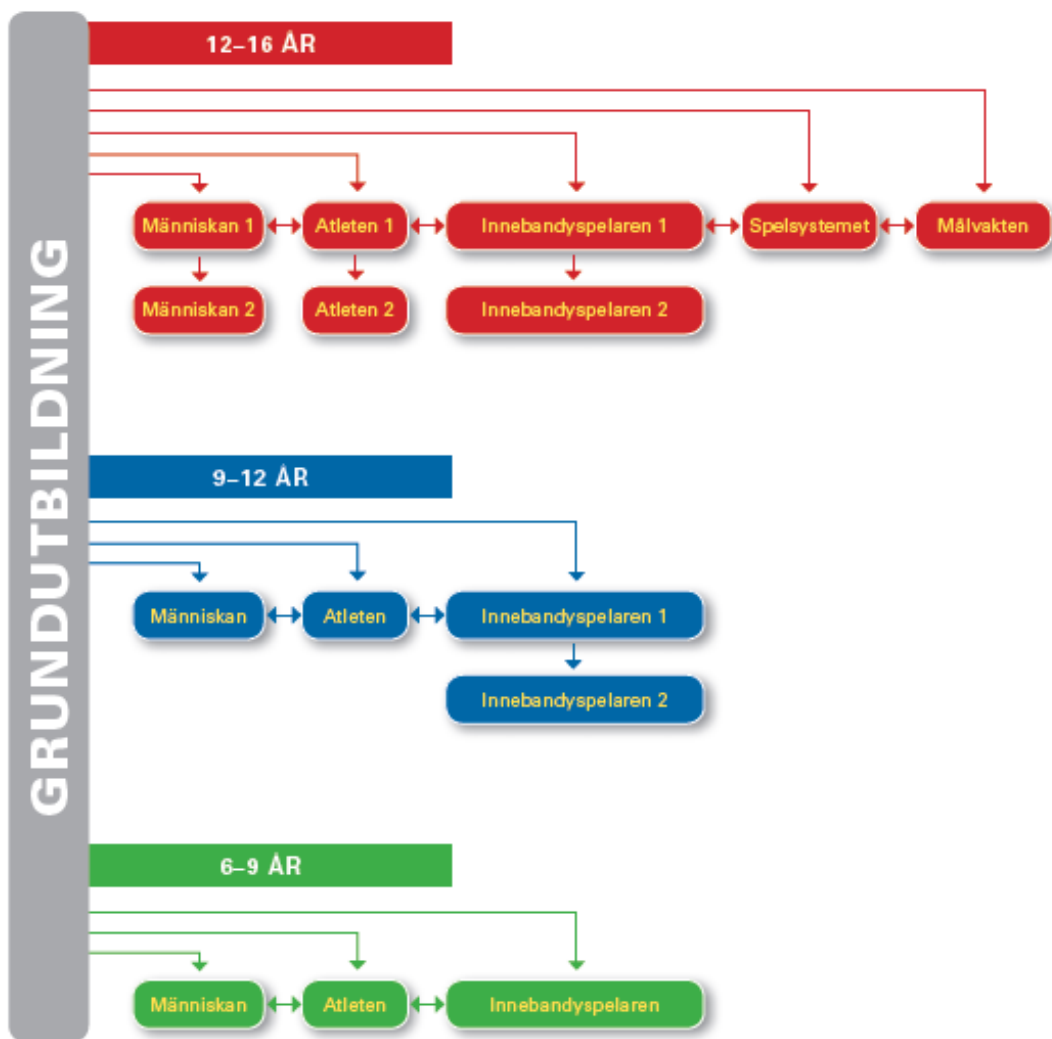 GRUNDUTBILDNING
12–16 ÅR
Människan 1
Atleten 1
Innebandyspelaren 1
Spelsystemet
Målvakten
Människan 2
Atleten 2
Innebandyspelaren 2
9–12 ÅR
Människan
Atleten
Innebandyspelaren 1
Innebandyspelaren 2
6–9 ÅR
Människan
Atleten
Innebandyspelaren